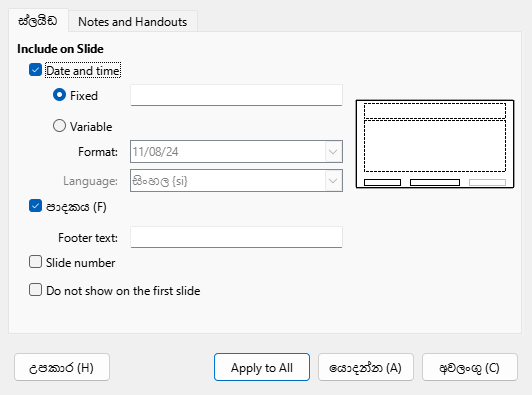 ස්ලයිඩ Notes and Handouts
Include on Slide
Date and time
Fixed
Variable
Format: 11/08/24
Language: සිංහල {si}
පාදකය (F)
Footer text:
Slide number
Do not show on the first slide
උපකාර (H) Apply to All යොදන්න (A) අවලංගු (C)